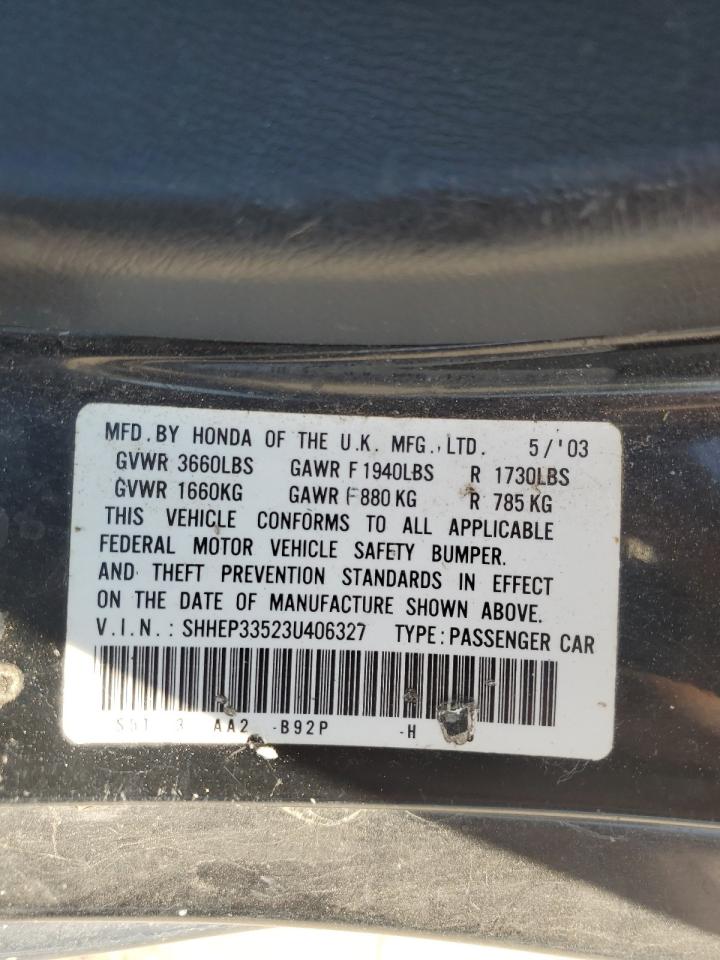 MFD. BY HONDA OF THE U.K. MFG., LTD. 5/'03
GVWR 3660LBS GAWR F 1940LBS R 1730LBS
GVWR 1660KG GAWR F 880 KG R 785 KG
THIS VEHICLE CONFORMS TO ALL APPLICABLE
FEDERAL MOTOR VEHICLE SAFETY BUMPER.
AND THEFT PREVENTION STANDARDS IN EFFECT
ON THE DATE OF MANUFACTURE SHOWN ABOVE.
V.I.N.: SHHEP33523U406327 TYPE: PASSENGER CAR
3 AA2 -B92P -H